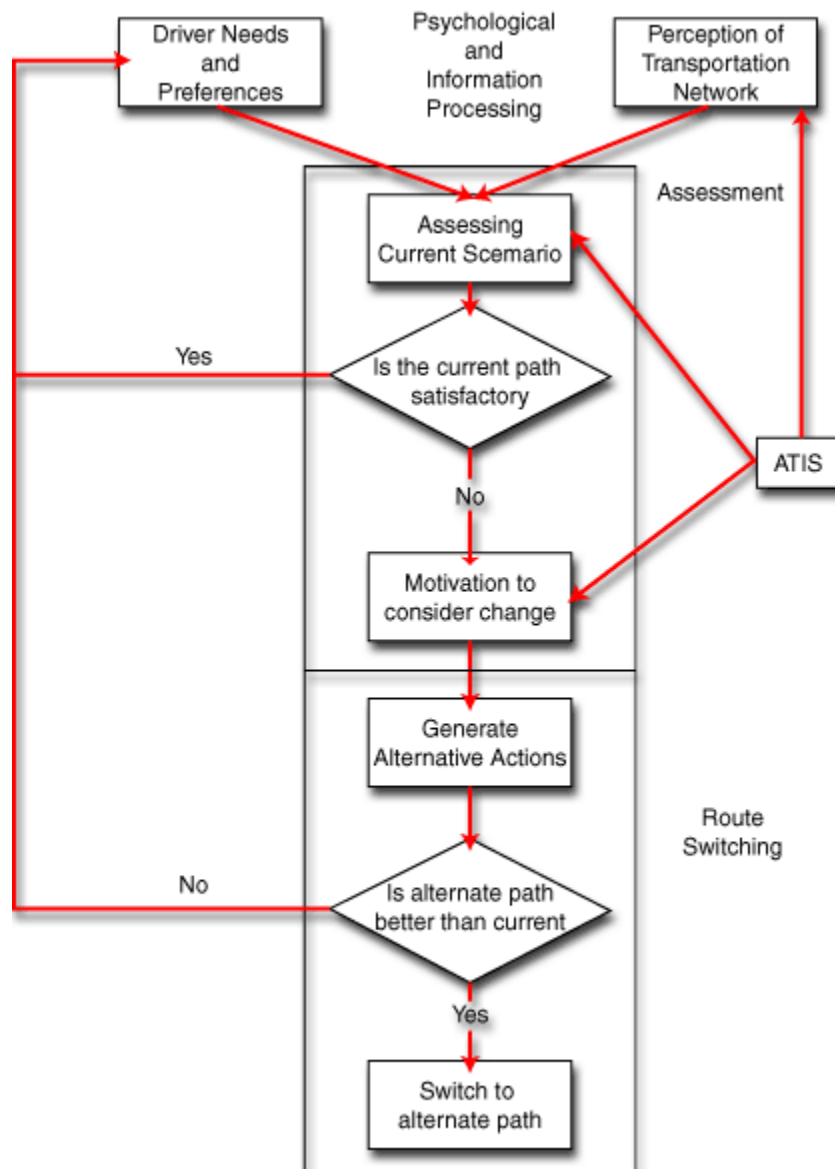 Driver Needs
and
Preferences
Psychological
and
Information
Processing
Perception of
Transportation
Network
Assessment
Assessing
Current Scemario
Yes
Is the current path
satisfactory
ATIS
No
Motivation to
consider change
Generate
Alternative Actions
Route
Switching
No
Is alternate path
better than current
Yes
Switch to
alternate path